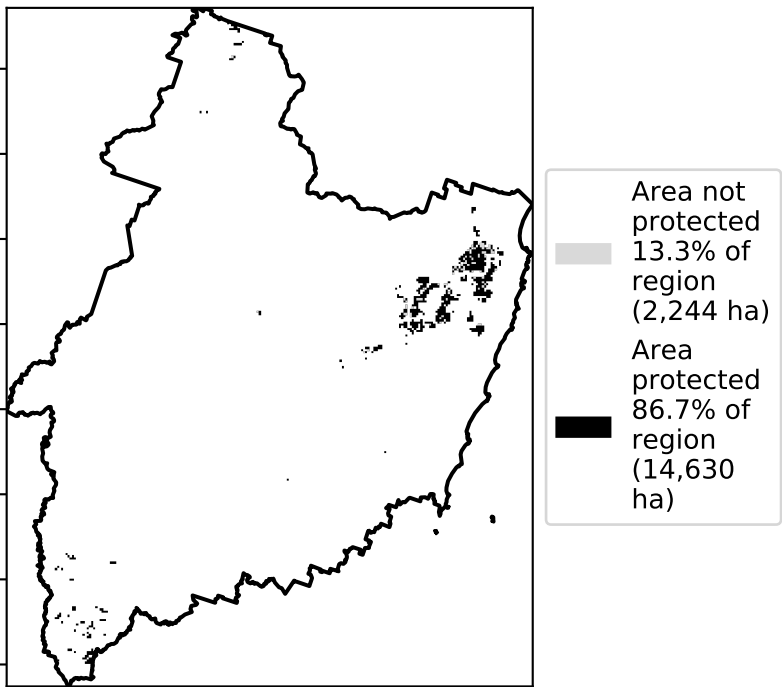 Area not
protected
13.3% of
region
(2,244 ha)
Area
protected
86.7% of
region
(14,630
ha)